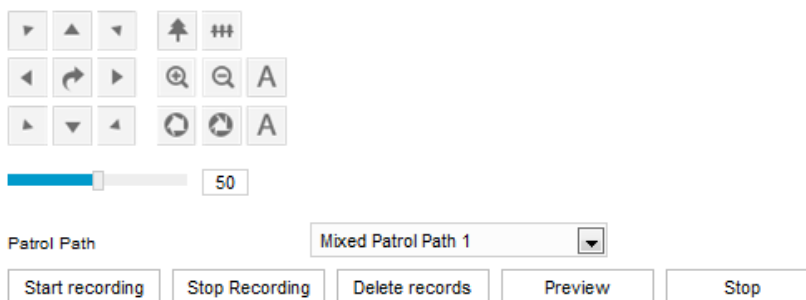 A
A
50
Patrol Path Mixed Patrol Path 1
Start recording Stop Recording Delete records Preview Stop